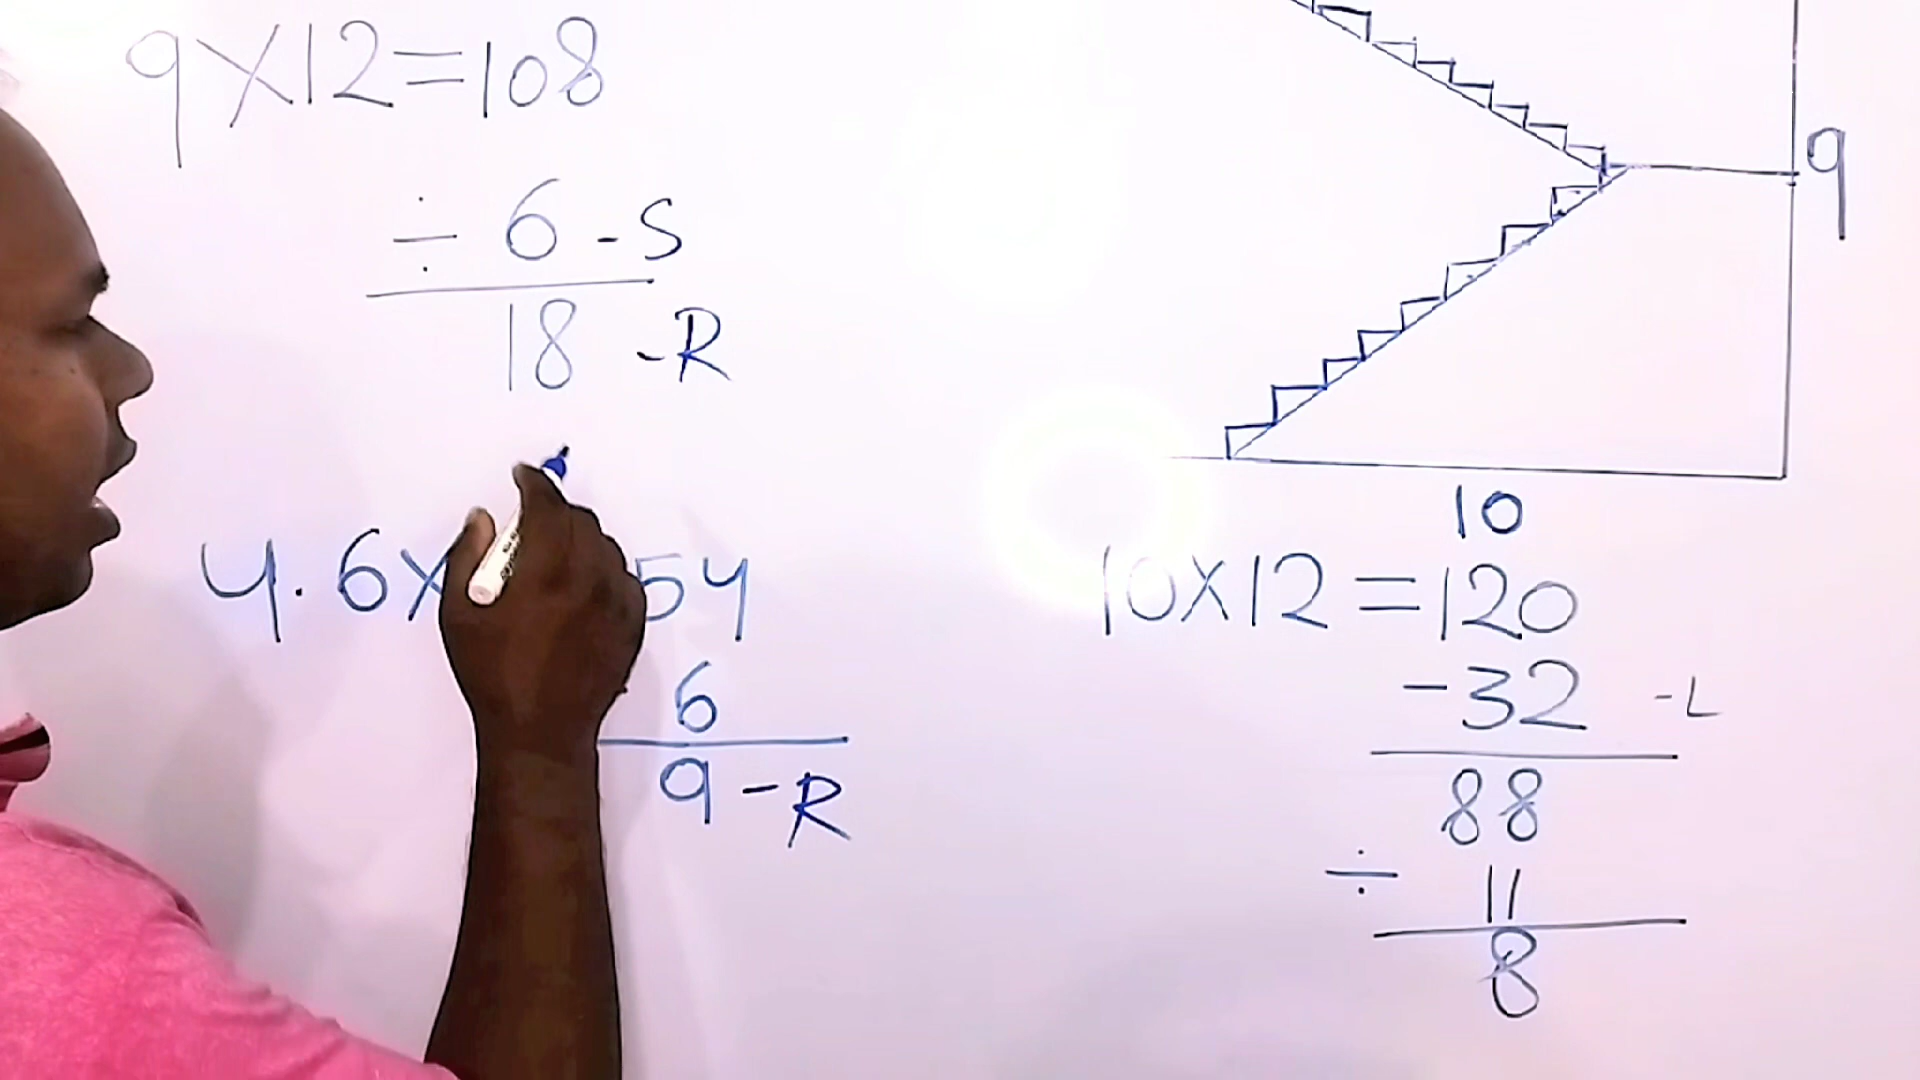 9X12=108
÷ 6 - S
18 - R
4.6x 54
6
9 - R
9
10
10X12=120
-32 - L
88
÷ 11
8